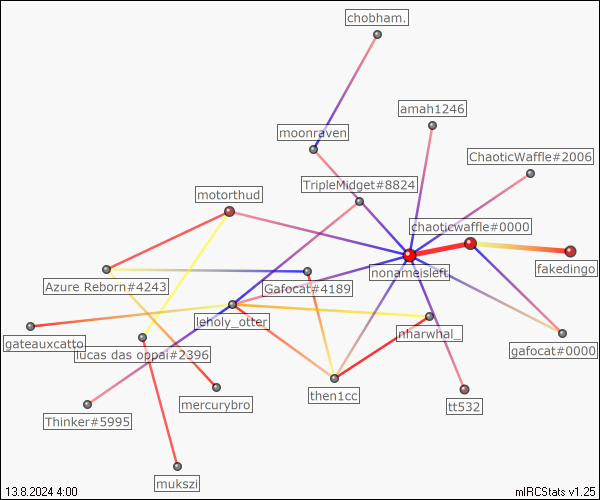 chobham.
amah1246
moonraven
ChaoticWaffle#2006
TripleMidget#8824
motorthud
chaoticwaffle#0000
nonameisleft
fakedingo
Azure Reborn#4243
Gafocat#4189
leholy_otter
nharwhal_
gateauxcatto
lucas das oppai#2396
gafocat#0000
then1cc
mercurybro
tt532
Thinker#5995
mukszi
13.8.2024 4:00
mIRCStats v1.25